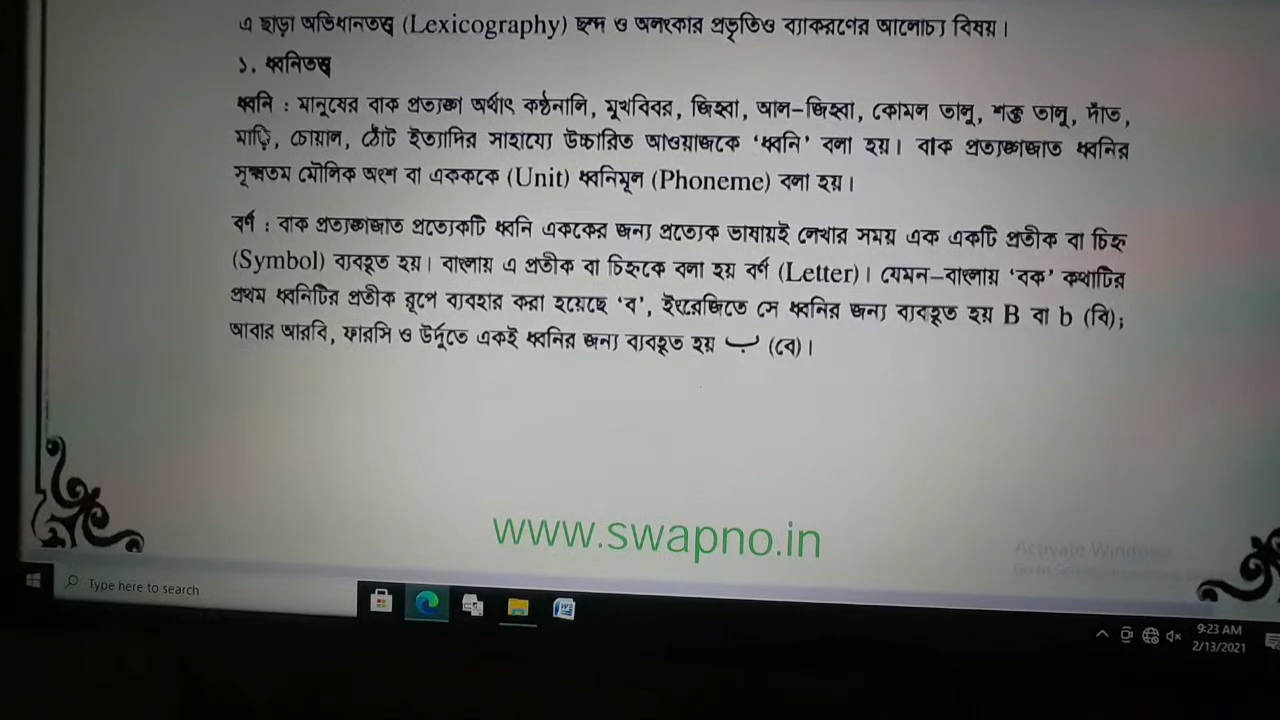 এ ছাড়া অভিধানতত্ত্ব (Lexicography) ছন্দ ও অলংকার প্রভৃতিও ব্যাকরণের আলোচ্য বিষয়।
১. ধ্বনিতত্ত্ব
ধ্বনি : মানুষের বাক প্রত্যঙ্গ অর্থাৎ কণ্ঠনালি, মুখবিবর, জিহ্বা, আল-জিহ্বা, কোমল তালু, শক্ত তালু, দাঁত,
মাড়ি, চোয়াল, ঠোঁট ইত্যাদির সাহায্যে উচ্চারিত আওয়াজকে ‘ধ্বনি’ বলা হয়। বাক প্রত্যঙ্গজাত ধ্বনির
সূক্ষ্মতম মৌলিক অংশ বা একককে (Unit) ধ্বনিমূল (Phoneme) বলা হয়।
বর্ণ : বাক প্রত্যঙ্গজাত প্রত্যেকটি ধ্বনি এককের জন্য প্রত্যেক ভাষায়ই লেখার সময় এক একটি প্রতীক বা চিহ্ন
(Symbol) ব্যবহৃত হয়। বাংলায় এ প্রতীক বা চিহ্নকে বলা হয় বর্ণ (Letter)। যেমন–বাংলায় ‘বক’ কথাটির
প্রথম ধ্বনিটির প্রতীক রূপে ব্যবহার করা হয়েছে ‘ব’, ইংরেজিতে সে ধ্বনির জন্য ব্যবহৃত হয় B বা b (বি);
আবার আরবি, ফারসি ও উর্দুতে একই ধ্বনির জন্য ব্যবহৃত হয় ب (বে)।
www.swapno.in
Activate Windows
Type here to search
9:23 AM
2/13/2021